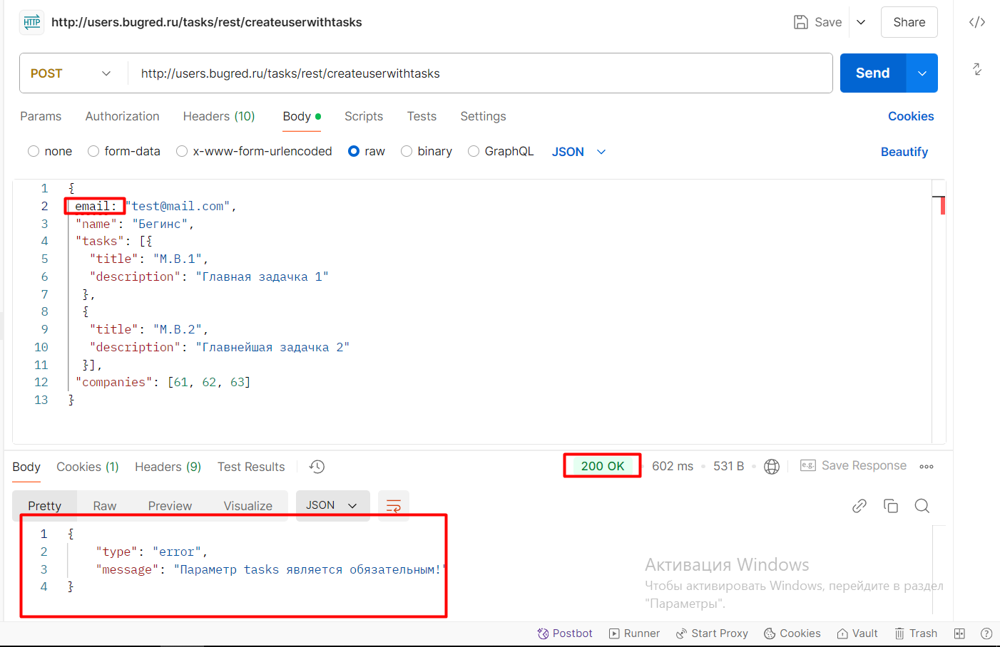 HTTP http://users.bugred.ru/tasks/rest/createuserwithtasks Save Share </>
POST http://users.bugred.ru/tasks/rest/createuserwithtasks Send
Params Authorization Headers (10) Body Scripts Tests Settings Cookies
none form-data x-www-form-urlencoded raw binary GraphQL JSON Beautify
1 {
2 email: "test@mail.com",
3 "name": "Бегинс",
4 "tasks": [{
5 "title": "М.В.1",
6 "description": "Главная задачка 1"
7 },
8 {
9 "title": "М.В.2",
10 "description": "Главнейшая задачка 2"
11 }],
12 "companies": [61, 62, 63]
13 }
Body Cookies (1) Headers (9) Test Results 200 OK 602 ms 531 B e.g. Save Response
Pretty Raw Preview Visualize JSON
1 {
2 "type": "error",
3 "message": "Параметр tasks является обязательным!"
4 }
Активация Windows
Чтобы активировать Windows, перейдите в раздел
"Параметры".
Postbot Runner Start Proxy Cookies Vault Trash